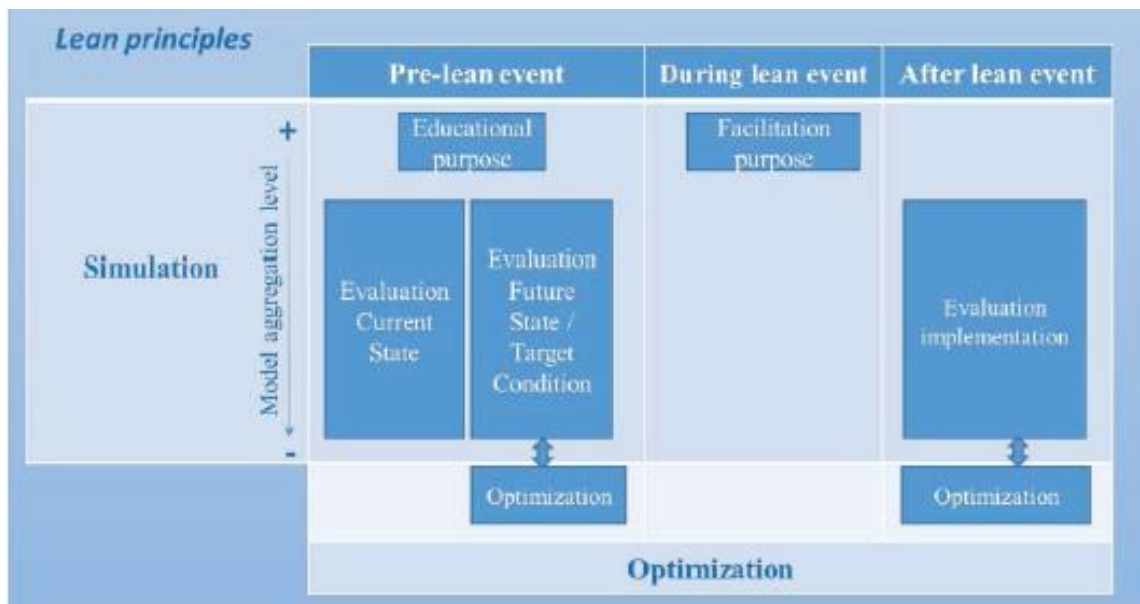 Lean principles
Pre-lean event
During lean event
After lean event
Simulation
+
Model aggregation level
-
Educational
purpose
Facilitation
purpose
Evaluation
Current
State
Evaluation
Future
State /
Target
Condition
Evaluation
implementation
Optimization
Optimization
Optimization